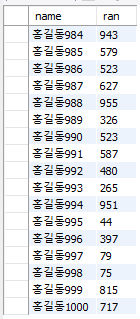 name ran
홍길동984 943
홍길동985 579
홍길동986 523
홍길동987 627
홍길동988 955
홍길동989 326
홍길동990 523
홍길동991 587
홍길동992 480
홍길동993 265
홍길동994 951
홍길동995 44
홍길동996 397
홍길동997 79
홍길동998 75
홍길동999 815
홍길동1000 717